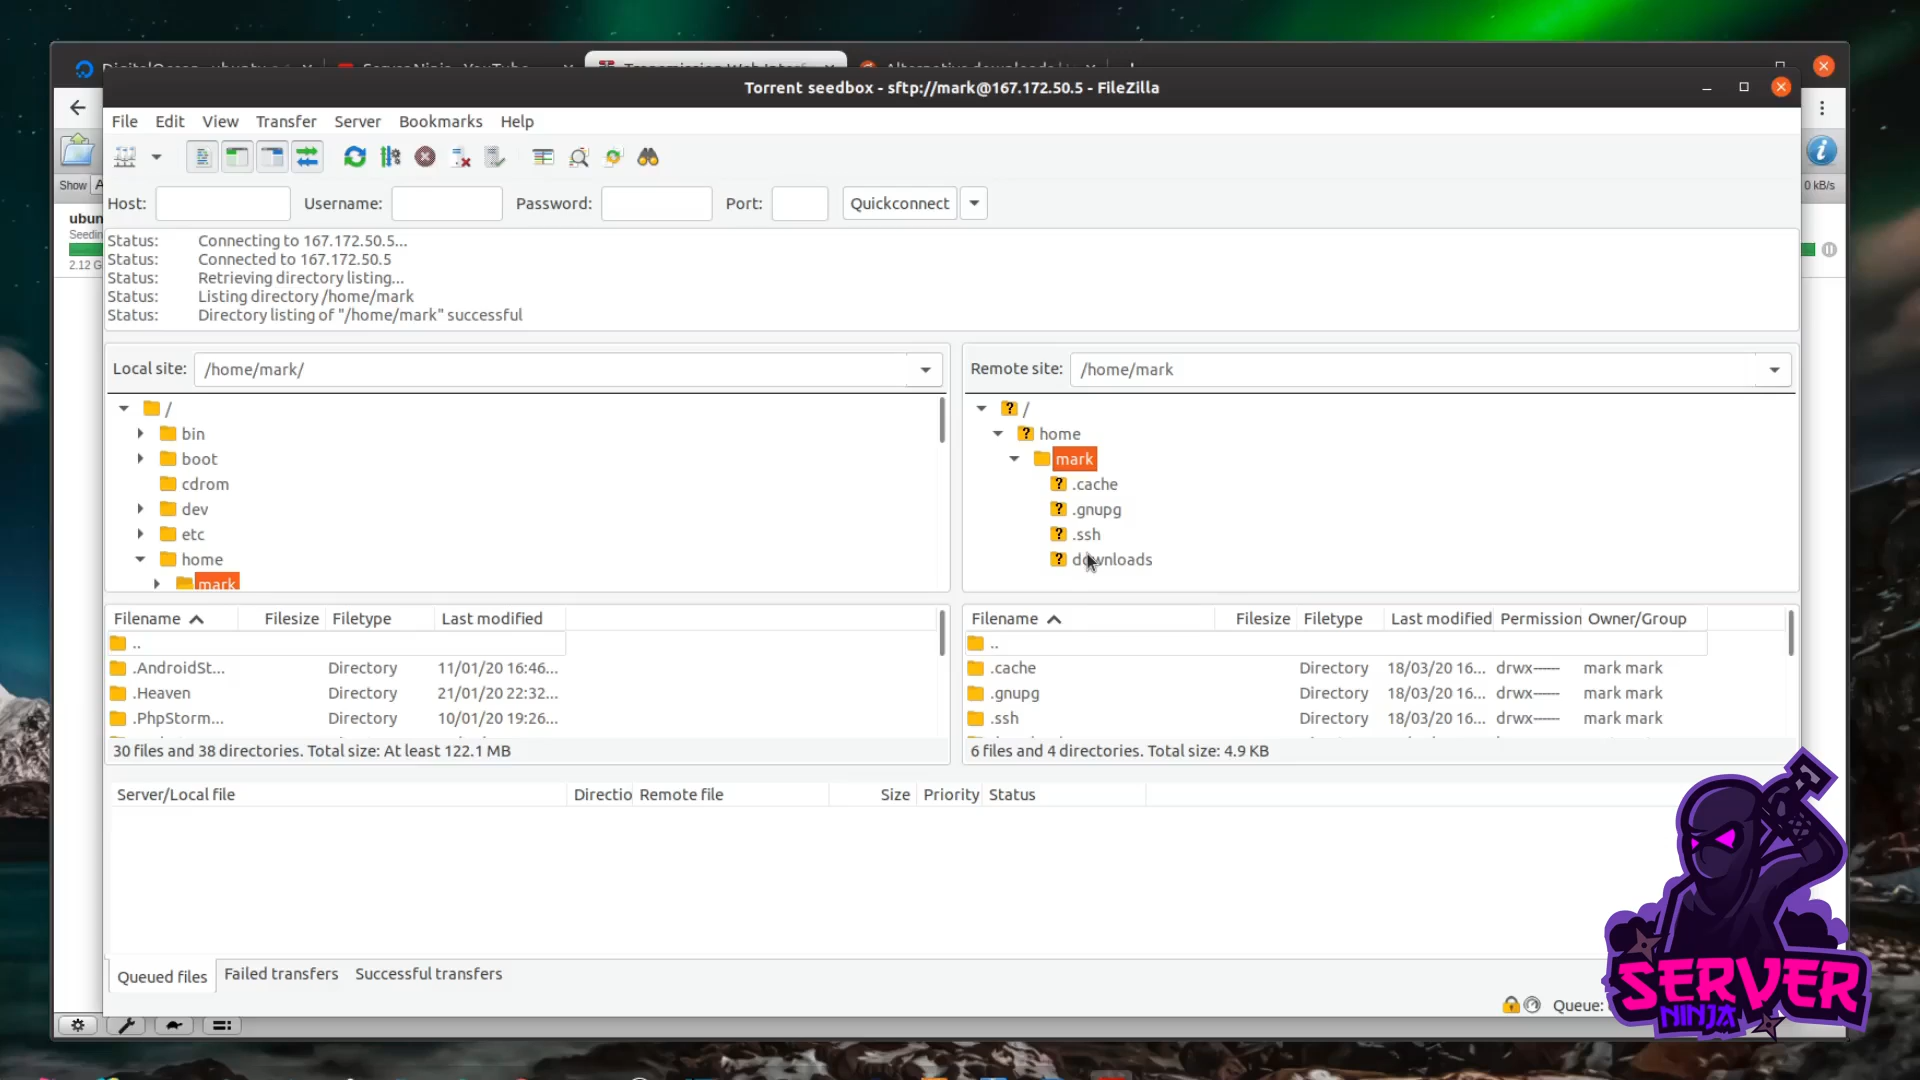 Torrent seedbox - sftp://mark@167.172.50.5 - FileZilla
File Edit View Transfer Server Bookmarks Help
Host: Username: Password: Port: Quickconnect
Show A
0 kB/s
ubun
Seedin
2.12 G
Status: Connecting to 167.172.50.5...
Status: Connected to 167.172.50.5
Status: Retrieving directory listing...
Status: Listing directory /home/mark
Status: Directory listing of "/home/mark" successful
Local site: /home/mark/
/
bin
boot
cdrom
dev
etc
home
mark
Remote site: /home/mark
/
home
mark
.cache
.gnupg
.ssh
downloads
Filename Filesize Filetype Last modified
..
.AndroidSt... Directory 11/01/20 16:46...
.Heaven Directory 21/01/20 22:32...
.PhpStorm... Directory 10/01/20 19:26...
30 files and 38 directories. Total size: At least 122.1 MB
Filename Filesize Filetype Last modified Permission Owner/Group
..
.cache Directory 18/03/20 16... drwx------ mark mark
.gnupg Directory 18/03/20 16... drwx------ mark mark
.ssh Directory 18/03/20 16... drwx------ mark mark
6 files and 4 directories. Total size: 4.9 KB
Server/Local file Directio Remote file Size Priority Status
Queued files Failed transfers Successful transfers
Queue:
SERVER
NINJA